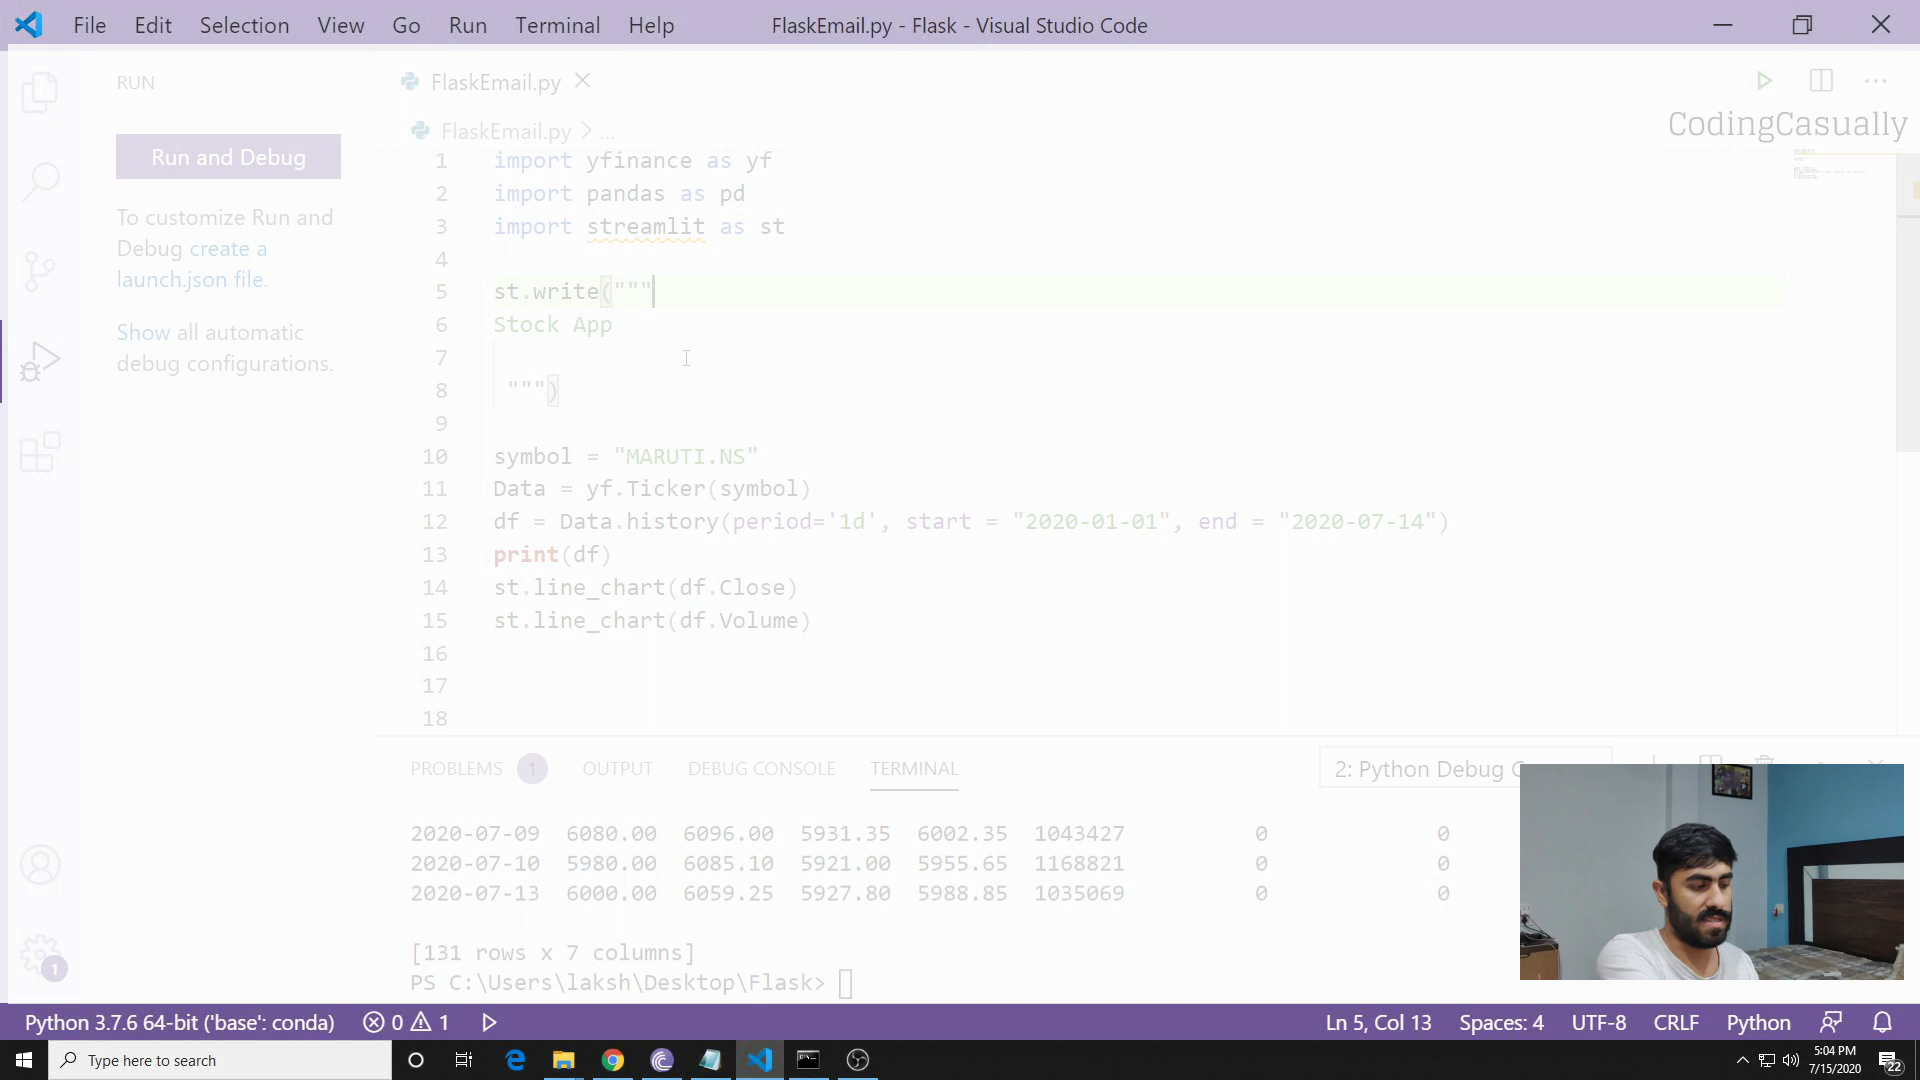 File Edit Selection View Go Run Terminal Help FlaskEmail.py - Flask - Visual Studio Code
RUN
FlaskEmail.py
CodingCasually
FlaskEmail.py > ...
Run and Debug
To customize Run and
Debug create a
launch.json file.
Show all automatic
debug configurations.
1 import yfinance as yf
2 import pandas as pd
3 import streamlit as st
4
5 st.write("""
6 Stock App
7
8 """)
9
10 symbol = "MARUTI.NS"
11 Data = yf.Ticker(symbol)
12 df = Data.history(period='1d', start = "2020-01-01", end = "2020-07-14")
13 print(df)
14 st.line_chart(df.Close)
15 st.line_chart(df.Volume)
16
17
18
PROBLEMS 1 OUTPUT DEBUG CONSOLE TERMINAL 2: Python Debug C
2020-07-09 6080.00 6096.00 5931.35 6002.35 1043427 0 0
2020-07-10 5980.00 6085.10 5921.00 5955.65 1168821 0 0
2020-07-13 6000.00 6059.25 5927.80 5988.85 1035069 0 0
[131 rows x 7 columns]
PS C:\Users\laksh\Desktop\Flask>
1
Python 3.7.6 64-bit ('base': conda) 0 1 Ln 5, Col 13 Spaces: 4 UTF-8 CRLF Python
Type here to search
5:04 PM
7/15/2020
22